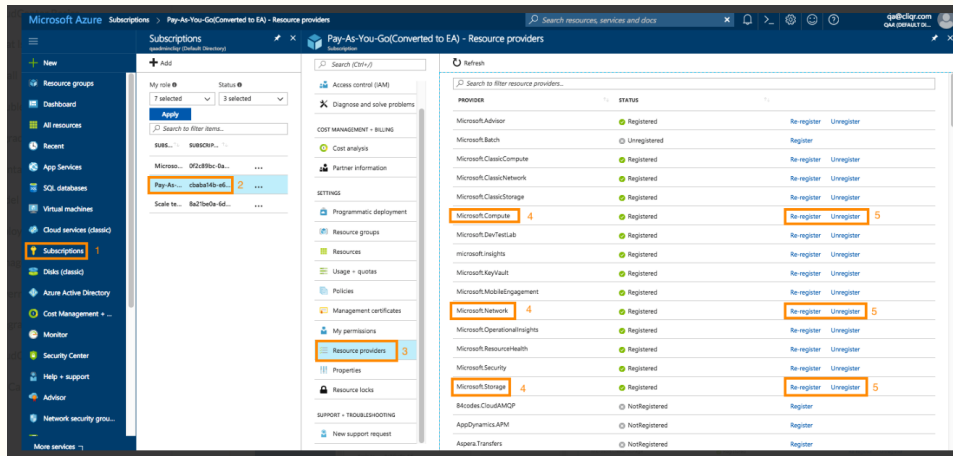 Microsoft Azure Subscriptions > Pay-As-You-Go(Converted to EA) - Resource providers
Search resources, services and docs
qa@cliqr.com
QAA (DEFAULT DI...
New
Resource groups
Dashboard
All resources
Recent
App Services
SQL databases
Virtual machines
Cloud services (classic)
Subscriptions 1
Disks (classic)
Azure Active Directory
Cost Management + ...
Monitor
Security Center
Help + support
Advisor
Network security grou...
More services
Subscriptions
qaadmincliqr (Default Directory)
Add
My role Status
7 selected 3 selected
Apply
Search to filter items...
SUBS... SUBSCRIP...
Microso... 0f2c89bc-0a... ...
Pay-As-... cbaba14b-e6... 2 ...
Scale te... 8a21be0a-6d... ...
Pay-As-You-Go(Converted to EA) - Resource providers
Subscription
Search (Ctrl+/)
Access control (IAM)
Diagnose and solve problems
COST MANAGEMENT + BILLING
Cost analysis
Partner information
SETTINGS
Programmatic deployment
Resource groups
Resources
Usage + quotas
Policies
Management certificates
My permissions
Resource providers 3
Properties
Resource locks
SUPPORT + TROUBLESHOOTING
New support request
Refresh
Search to filter resource providers...
PROVIDER STATUS
Microsoft.Advisor Registered Re-register Unregister
Microsoft.Batch Unregistered Register
Microsoft.ClassicCompute Registered Re-register Unregister
Microsoft.ClassicNetwork Registered Re-register Unregister
Microsoft.ClassicStorage Registered Re-register Unregister
Microsoft.Compute 4 Registered Re-register Unregister 5
Microsoft.DevTestLab Registered Re-register Unregister
microsoft.insights Registered Re-register Unregister
Microsoft.KeyVault Registered Re-register Unregister
Microsoft.MobileEngagement Registered Re-register Unregister
Microsoft.Network 4 Registered Re-register Unregister 5
Microsoft.OperationalInsights Registered Re-register Unregister
Microsoft.ResourceHealth Registered Re-register Unregister
Microsoft.Security Registered Re-register Unregister
Microsoft.Storage 4 Registered Re-register Unregister 5
84codes.CloudAMQP NotRegistered Register
AppDynamics.APM NotRegistered Register
Aspera.Transfers NotRegistered Register